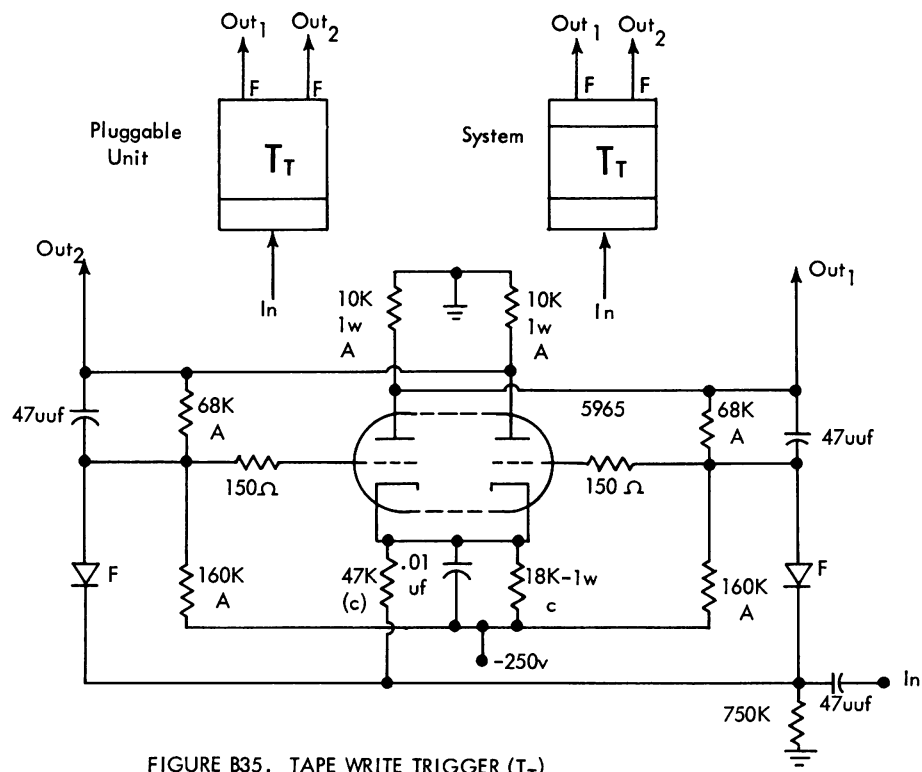 Out1 Out2
F F
Pluggable
Unit
TT
In
Out1 Out2
F F
System
TT
In
Out2
Out1
10K
1w
A
10K
1w
A
47uuf
68K
A
5965
68K
A
47uuf
150Ω
150 Ω
F
160K
A
47K
(c)
.01
uf
18K-1w
c
160K
A
F
-250v
In
47uuf
750K
FIGURE B35. TAPE WRITE TRIGGER (TT)